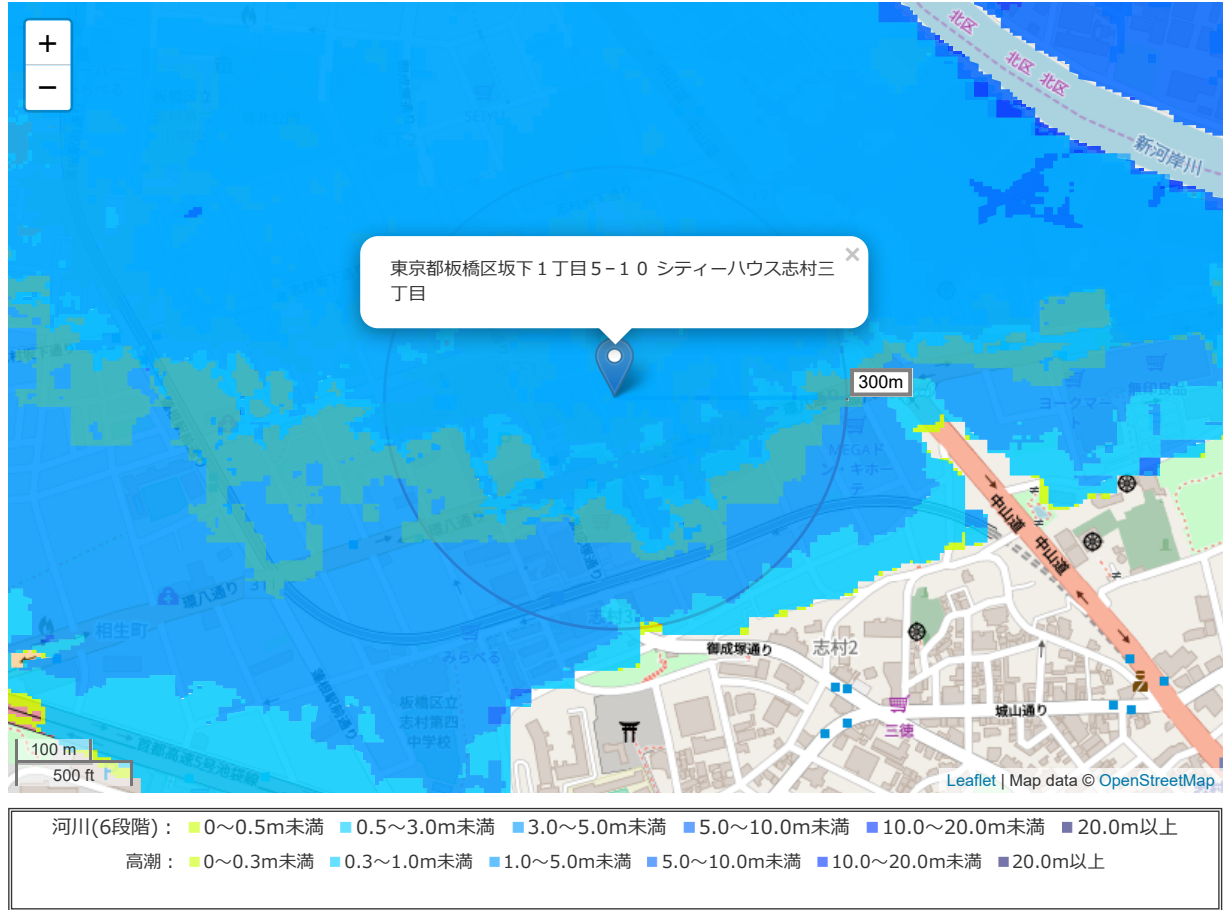 +
−
北区
北区 北区
新河岸川
SEIYU
東京都板橋区坂下１丁目５−１０ シティーハウス志村三
丁目
×
300m
ヨークマー
ト
無印良品
MEGAド
ン・キホー
テ
中山道 中山道
環八通り
環八通り 311
相生町
志村3
みらべる
御成塚通り
志村2
板橋区立
志村第四
中学校
三徳
城山通り
首都高速5号池袋線
100 m
500 ft
Leaflet | Map data © OpenStreetMap
河川(6段階)： 0～0.5m未満 0.5～3.0m未満 3.0～5.0m未満 5.0～10.0m未満 10.0～20.0m未満 20.0m以上
高潮： 0～0.3m未満 0.3～1.0m未満 1.0～5.0m未満 5.0～10.0m未満 10.0～20.0m未満 20.0m以上